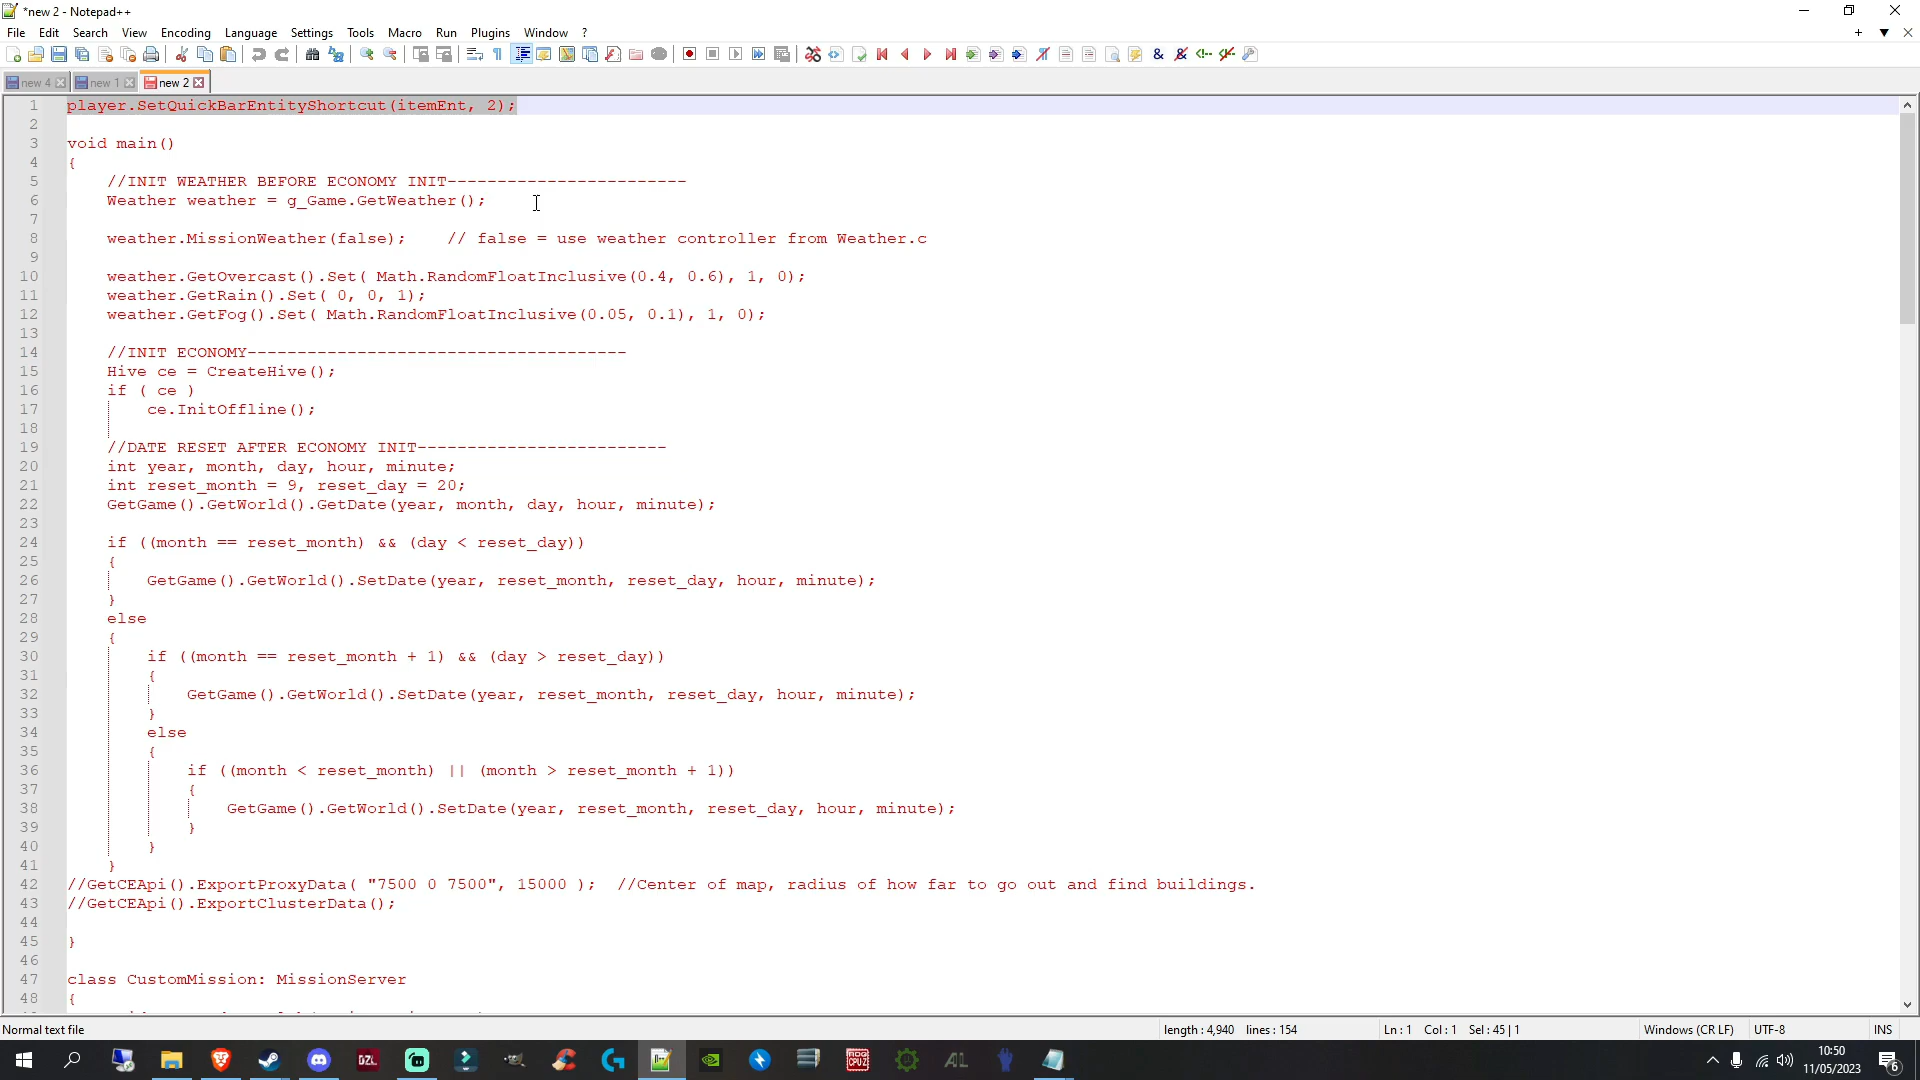 *new 2 - Notepad++
File Edit Search View Encoding Language Settings Tools Macro Run Plugins Window ?
new 4 new 1 new 2
1 player.SetQuickBarEntityShortcut(itemEnt, 2);
2
3 void main()
4 {
5 //INIT WEATHER BEFORE ECONOMY INIT------------------------
6 Weather weather = g_Game.GetWeather();
7
8 weather.MissionWeather(false); // false = use weather controller from Weather.c
9
10 weather.GetOvercast().Set( Math.RandomFloatInclusive(0.4, 0.6), 1, 0);
11 weather.GetRain().Set( 0, 0, 1);
12 weather.GetFog().Set( Math.RandomFloatInclusive(0.05, 0.1), 1, 0);
13
14 //INIT ECONOMY--------------------------------------
15 Hive ce = CreateHive();
16 if ( ce )
17 ce.InitOffline();
18
19 //DATE RESET AFTER ECONOMY INIT-------------------------
20 int year, month, day, hour, minute;
21 int reset_month = 9, reset_day = 20;
22 GetGame().GetWorld().GetDate(year, month, day, hour, minute);
23
24 if ((month == reset_month) && (day < reset_day))
25 {
26 GetGame().GetWorld().SetDate(year, reset_month, reset_day, hour, minute);
27 }
28 else
29 {
30 if ((month == reset_month + 1) && (day > reset_day))
31 {
32 GetGame().GetWorld().SetDate(year, reset_month, reset_day, hour, minute);
33 }
34 else
35 {
36 if ((month < reset_month) || (month > reset_month + 1))
37 {
38 GetGame().GetWorld().SetDate(year, reset_month, reset_day, hour, minute);
39 }
40 }
41 }
42 //GetCEApi().ExportProxyData( "7500 0 7500", 15000 ); //Center of map, radius of how far to go out and find buildings.
43 //GetCEApi().ExportClusterData();
44
45 }
46
47 class CustomMission: MissionServer
48 {
Normal text file length : 4,940 lines : 154 Ln : 1 Col : 1 Sel : 45 | 1 Windows (CR LF) UTF-8 INS
DZL CPU-Z AL 10:50
11/05/2023 6